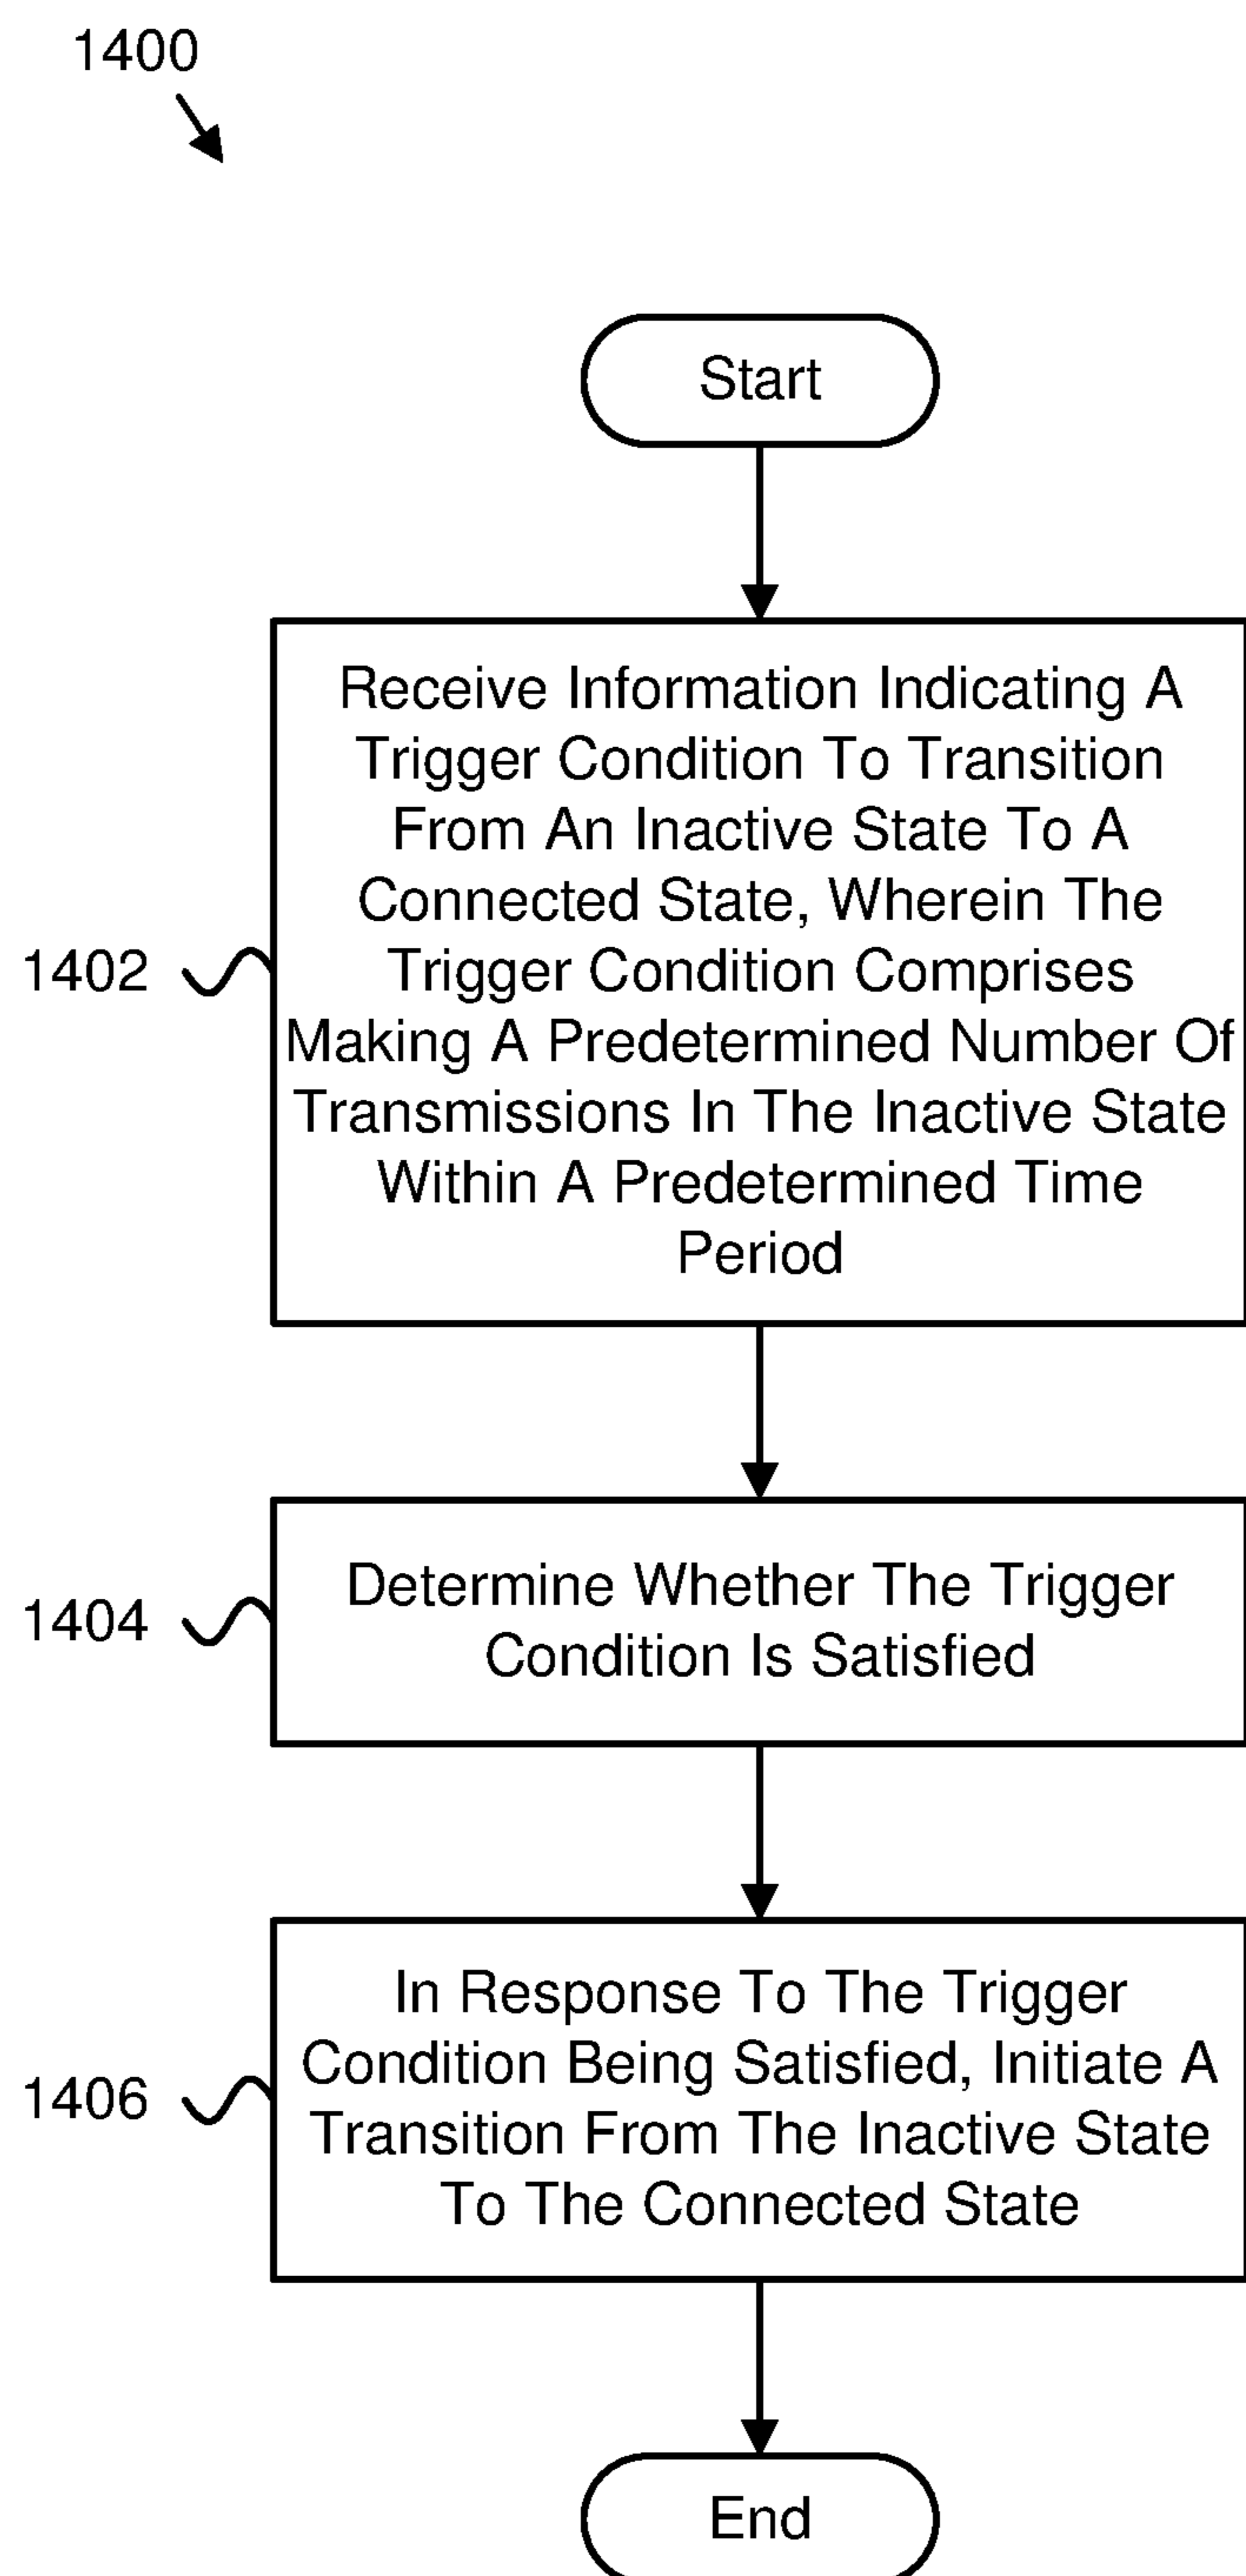 1400
Start
Receive Information Indicating A
Trigger Condition To Transition
From An Inactive State To A
Connected State, Wherein The
Trigger Condition Comprises
Making A Predetermined Number Of
Transmissions In The Inactive State
Within A Predetermined Time
Period
1402
Determine Whether The Trigger
Condition Is Satisfied
1404
In Response To The Trigger
Condition Being Satisfied, Initiate A
Transition From The Inactive State
To The Connected State
1406
End